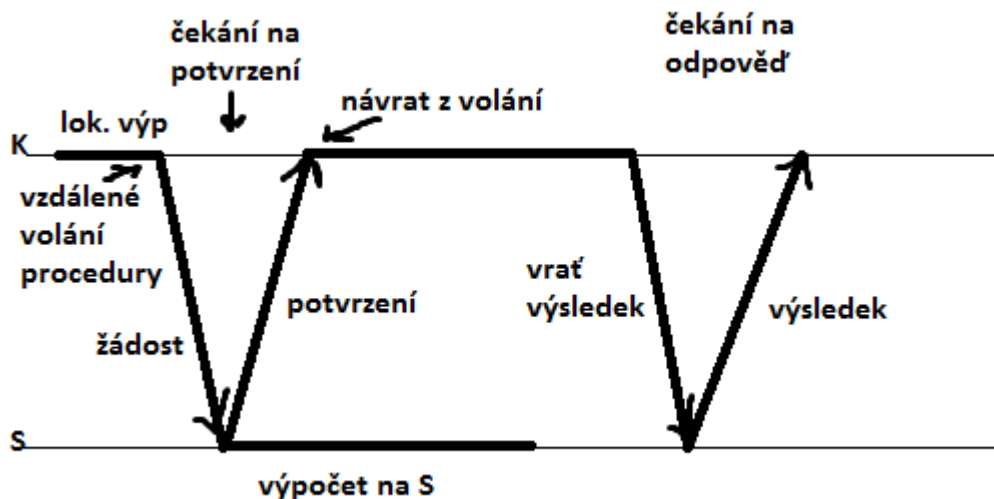 čekání na
potvrzení
čekání na
odpověď
návrat z volání
lok. výp
K
vzdálené
volání
procedury
vrať
výsledek
potvrzení
výsledek
žádost
S
výpočet na S